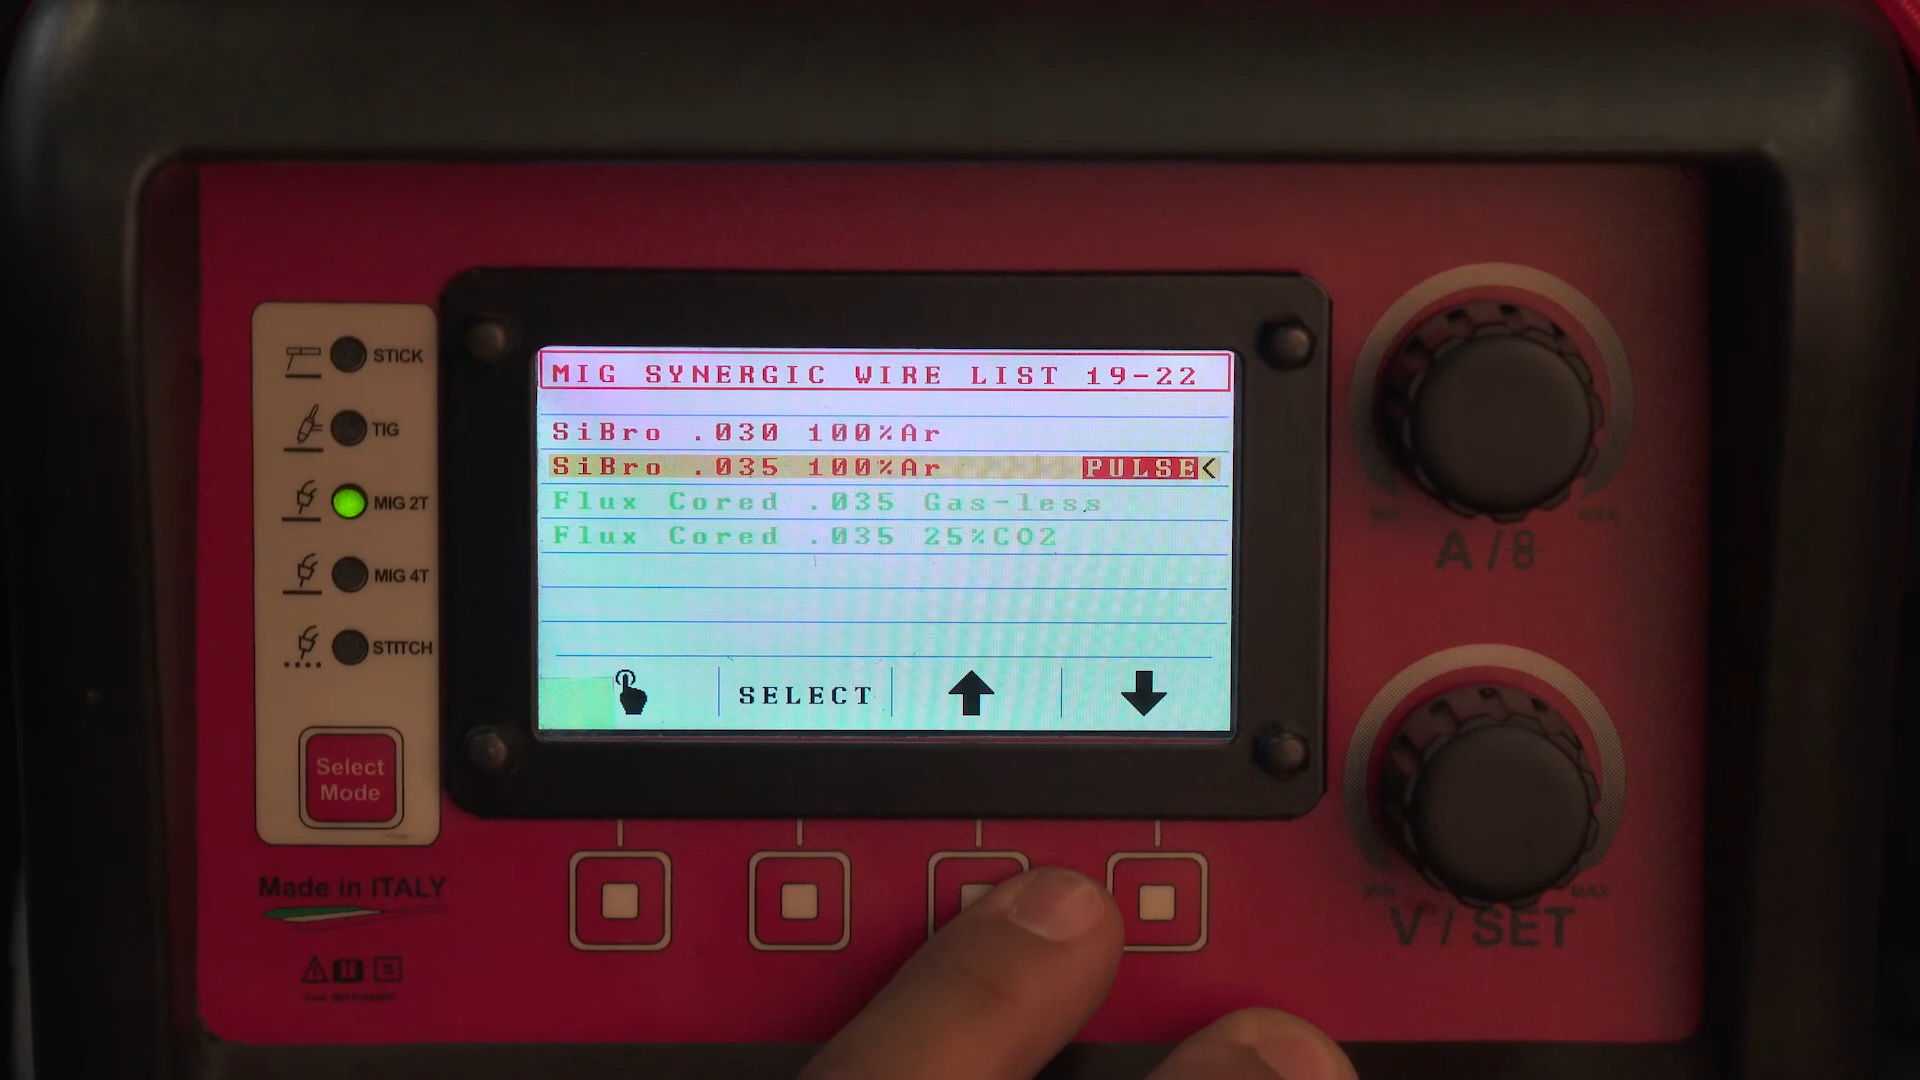 MIG SYNERGIC WIRE LIST 19-22
SiBro .030 100%Ar
SiBro .035 100%Ar PULSE<
Flux Cored .035 Gas-less
Flux Cored .035 25%CO2
SELECT
STICK
TIG
MIG 2T
MIG 4T
STITCH
Select
Mode
Made in ITALY
MIN
MAX
A/8
MIN
MAX
V/SET